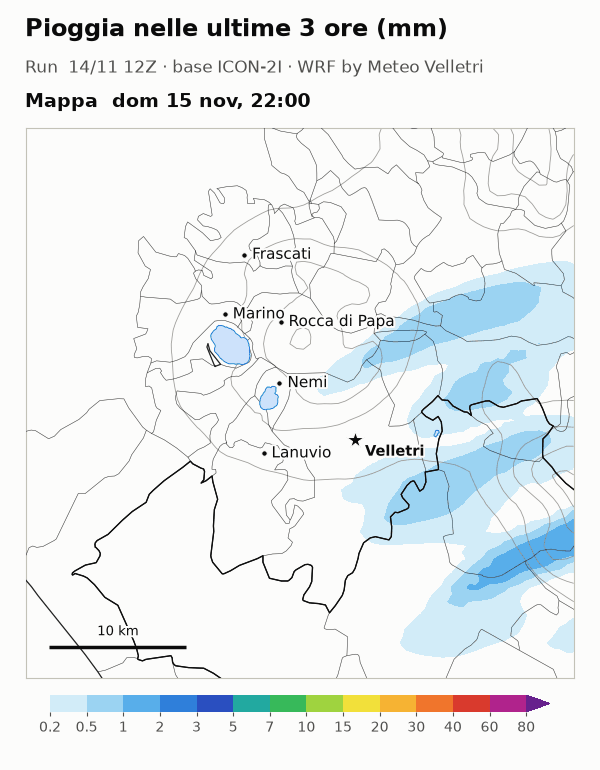 Pioggia nelle ultime 3 ore (mm)
Run  14/11 12Z · base ICON-2I · WRF by Meteo Velletri
Mappa  dom 15 nov, 22:00
Frascati
Marino
Rocca di Papa
Nemi
Velletri
Lanuvio
10 km
0.2 0.5 1 2 3 5 7 10 15 20 30 40 60 80